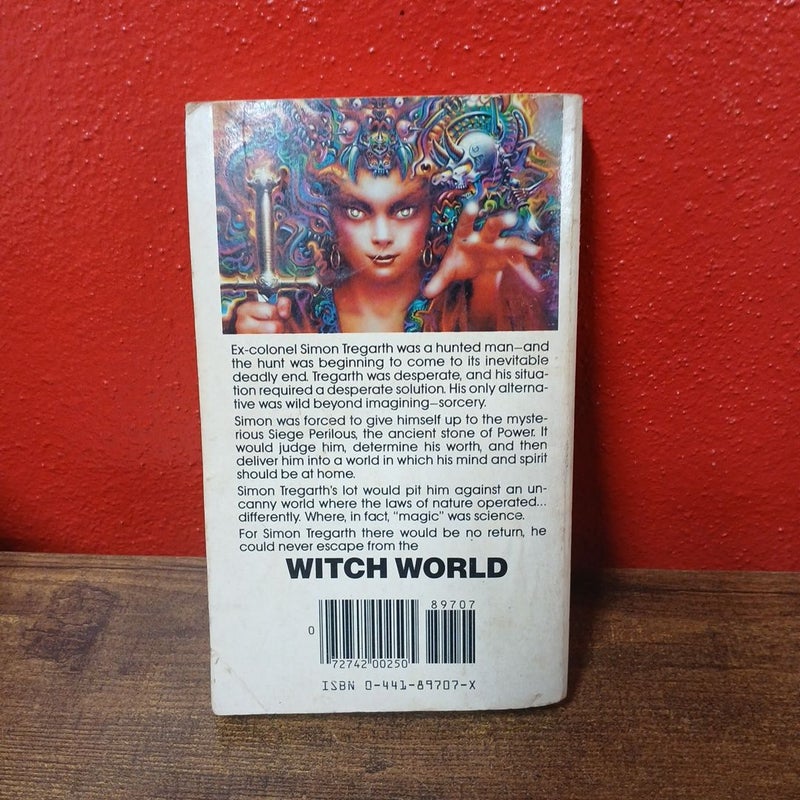 Ex-colonel Simon Tregarth was a hunted man—and
the hunt was beginning to come to its inevitable
deadly end. Tregarth was desperate, and his situa-
tion required a desperate solution. His only alterna-
tive was wild beyond imagining—sorcery.
Simon was forced to give himself up to the myste-
rious Siege Perilous, the ancient stone of Power. It
would judge him, determine his worth, and then
deliver him into a world in which his mind and spirit
should be at home.
Simon Tregarth's lot would pit him against an un-
canny world where the laws of nature operated...
differently. Where, in fact, "magic" was science.
For Simon Tregarth there would be no return, he
could never escape from the
WITCH WORLD
89707
0
72742 00250
ISBN 0-441-89707-X